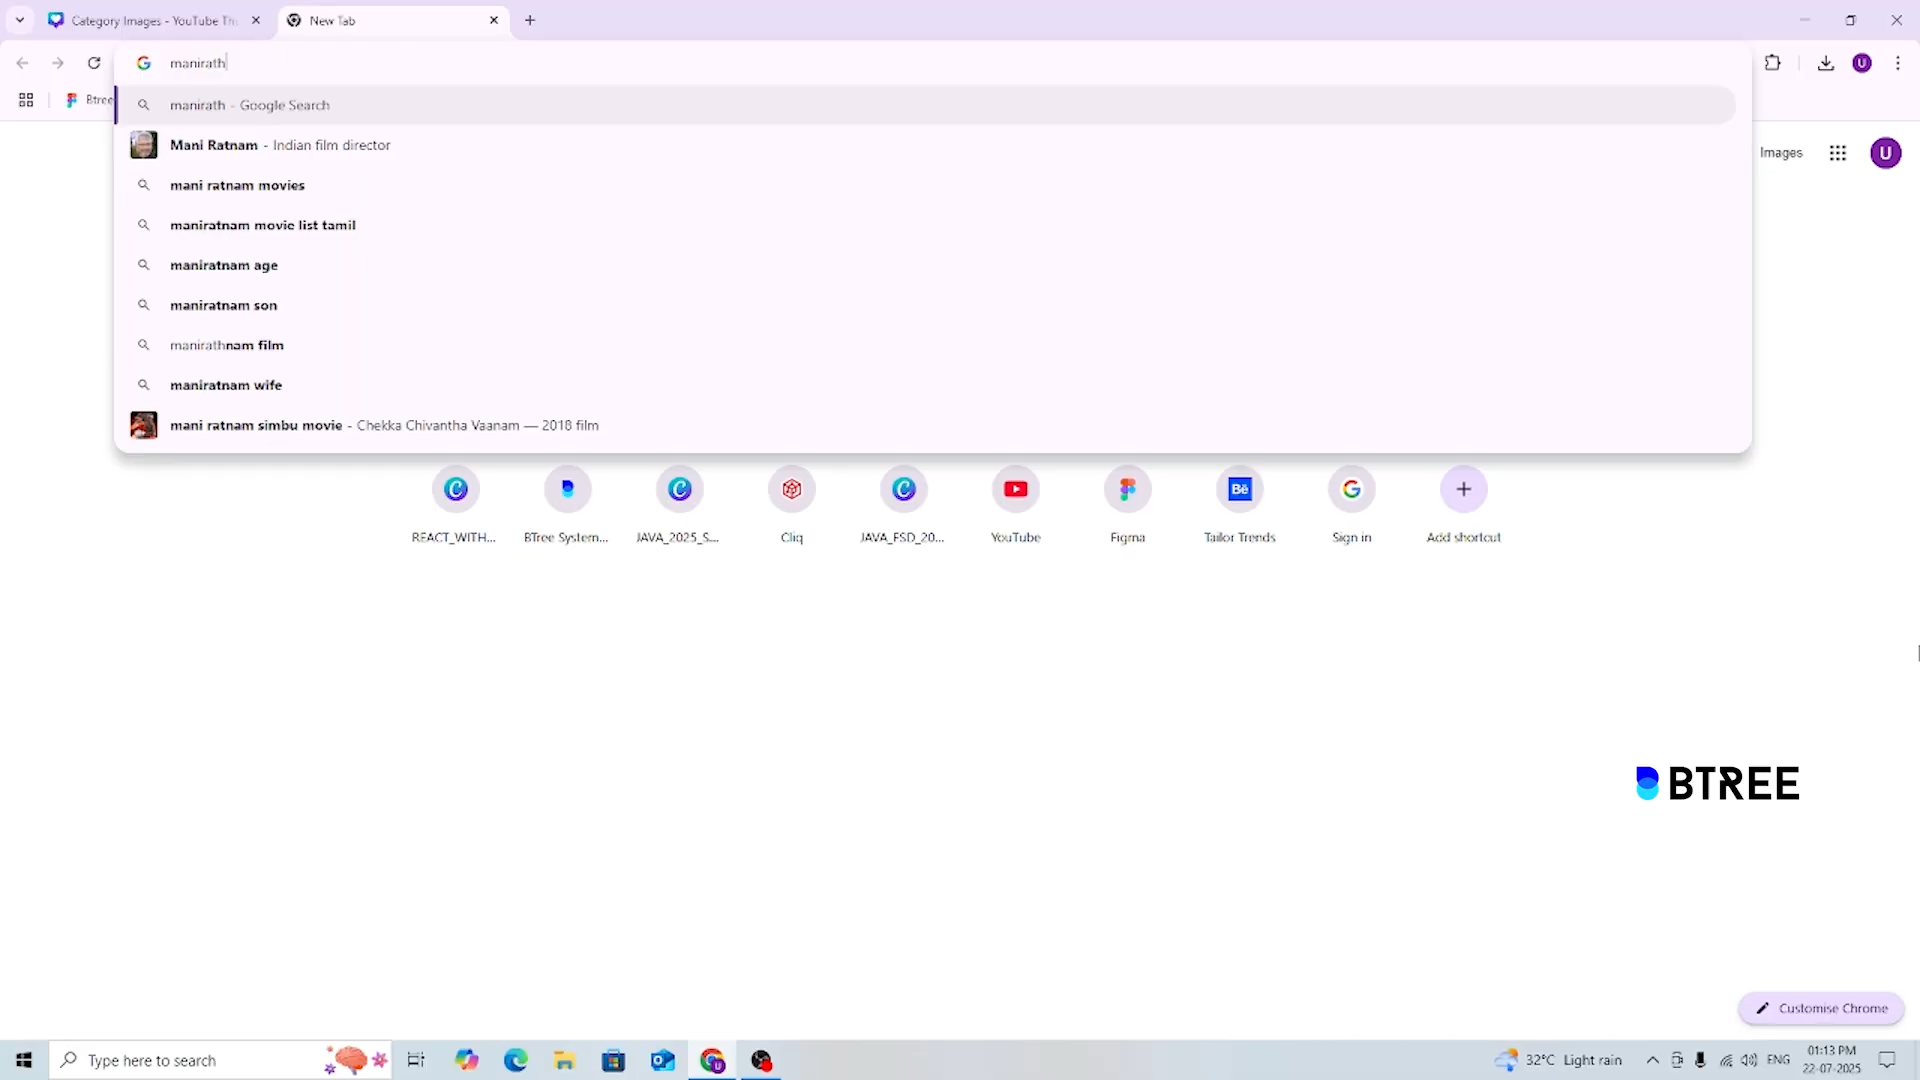 Category Images - YouTube Th
New Tab
manirath
Btree
manirath - Google Search
Mani Ratnam - Indian film director
mani ratnam movies
maniratnam movie list tamil
maniratnam age
maniratnam son
manirathnam film
maniratnam wife
mani ratnam simbu movie - Chekka Chivantha Vaanam — 2018 film
Images
U
REACT_WITH...
BTree System...
JAVA_2025_S...
Cliq
JAVA_FSD_20...
YouTube
Figma
Tailor Trends
Sign in
Add shortcut
BTREE
Customise Chrome
Type here to search
32°C Light rain
ENG
01:13 PM
22-07-2025